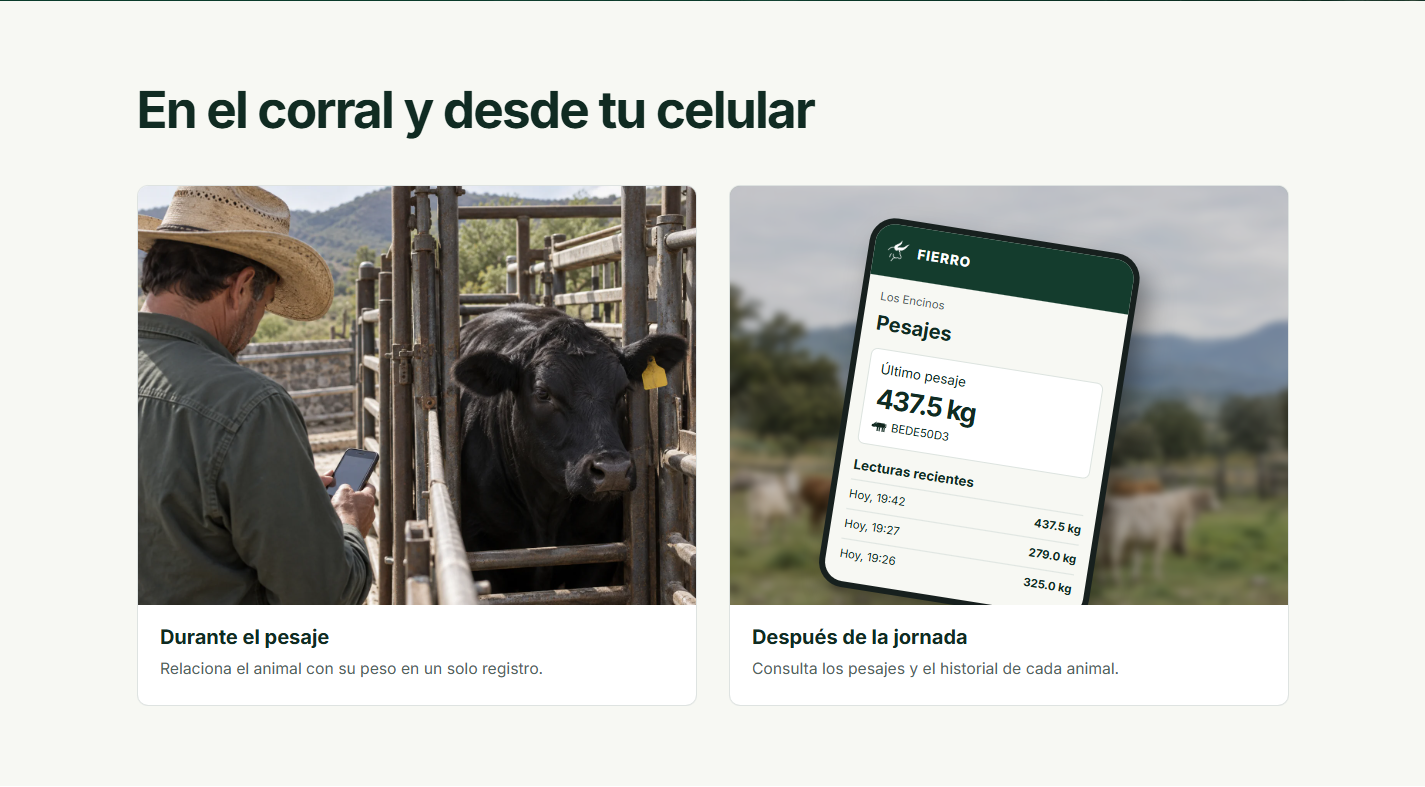 En el corral y desde tu celular
FIERRO
Los Encinos
Pesajes
Último pesaje
437.5 kg
BEDE50D3
Lecturas recientes
Hoy, 19:42 437.5 kg
Hoy, 19:27 279.0 kg
Hoy, 19:26 325.0 kg
Durante el pesaje
Relaciona el animal con su peso en un solo registro.
Después de la jornada
Consulta los pesajes y el historial de cada animal.